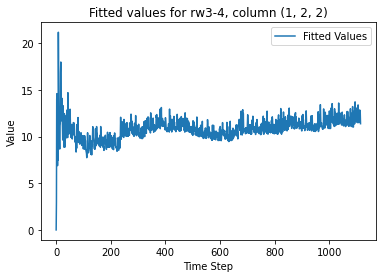 Fitted values for rw3-4, column (1, 2, 2)
Fitted Values
20
15
10
5
0
Value
0 200 400 600 800 1000
Time Step